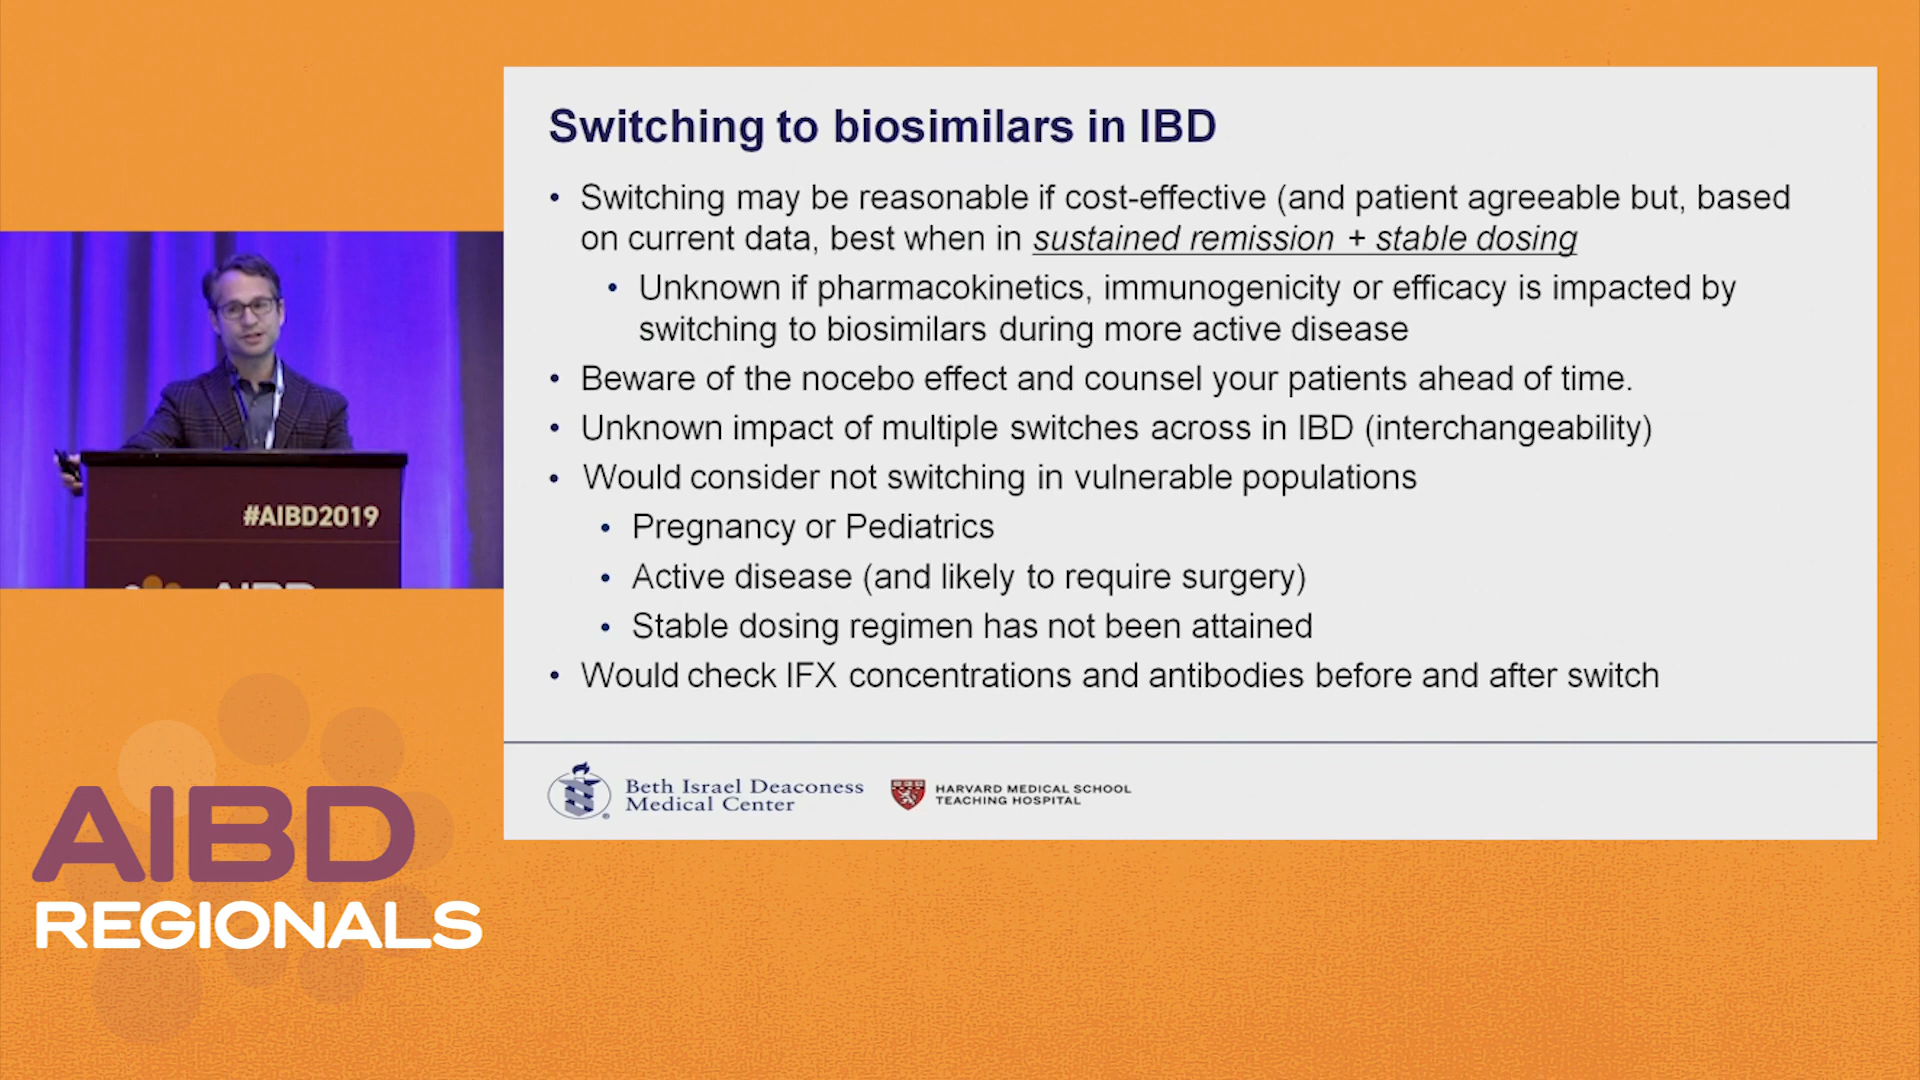 Switching to biosimilars in IBD
• Switching may be reasonable if cost-effective (and patient agreeable but, based
on current data, best when in sustained remission + stable dosing
• Unknown if pharmacokinetics, immunogenicity or efficacy is impacted by
switching to biosimilars during more active disease
• Beware of the nocebo effect and counsel your patients ahead of time.
• Unknown impact of multiple switches across in IBD (interchangeability)
• Would consider not switching in vulnerable populations
• Pregnancy or Pediatrics
• Active disease (and likely to require surgery)
• Stable dosing regimen has not been attained
• Would check IFX concentrations and antibodies before and after switch
Beth Israel Deaconess
Medical Center
HARVARD MEDICAL SCHOOL
TEACHING HOSPITAL
#AIBD2019
AIBD
AIBD
REGIONALS